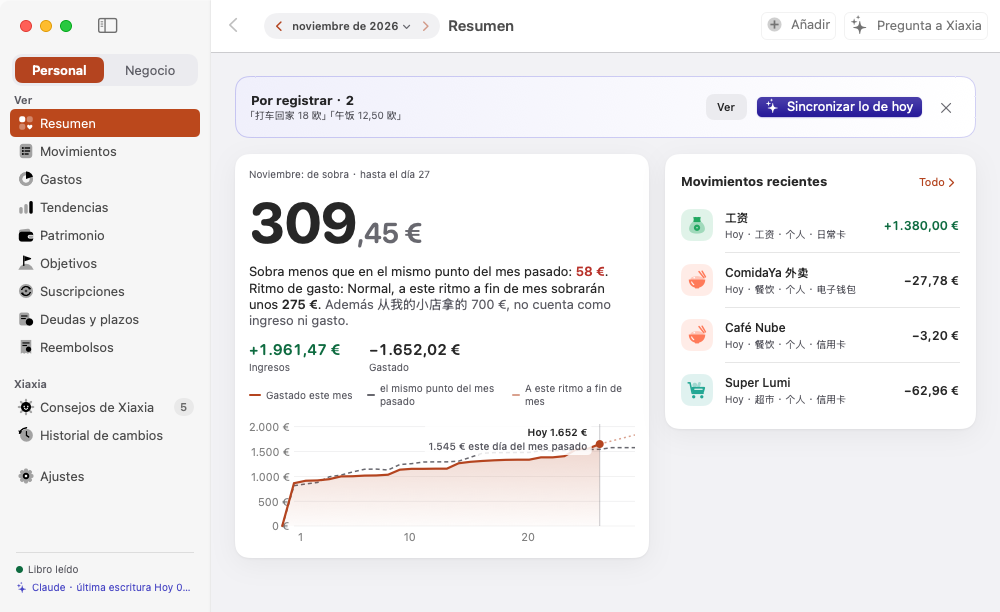 noviembre de 2026
Resumen
Añadir
Pregunta a Xiaxia
Personal
Negocio
Ver
Resumen
Movimientos
Gastos
Tendencias
Patrimonio
Objetivos
Suscripciones
Deudas y plazos
Reembolsos
Xiaxia
Consejos de Xiaxia
5
Historial de cambios
Ajustes
Libro leído
Claude · última escritura Hoy 0...
Por registrar · 2
「打车回家 18 欧」「午饭 12,50 欧」
Ver
Sincronizar lo de hoy
Noviembre: de sobra · hasta el día 27
309,45 €
Sobra menos que en el mismo punto del mes pasado: 58 €.
Ritmo de gasto: Normal, a este ritmo a fin de mes sobrarán
unos 275 €. Además 从我的小店拿的 700 €, no cuenta como
ingreso ni gasto.
+1.961,47 €
Ingresos
−1.652,02 €
Gastado
Gastado este mes
el mismo punto del mes
pasado
A este ritmo a fin de
mes
Hoy 1.652 €
1.545 € este día del mes pasado
2.000 €
1.500 €
1.000 €
500 €
0 €
1
10
20
Movimientos recientes
Todo
工资
Hoy · 工资 · 个人 · 日常卡
+1.380,00 €
ComidaYa 外卖
Hoy · 餐饮 · 个人 · 电子钱包
−27,78 €
Café Nube
Hoy · 餐饮 · 个人 · 信用卡
−3,20 €
Super Lumi
Hoy · 超市 · 个人 · 信用卡
−62,96 €